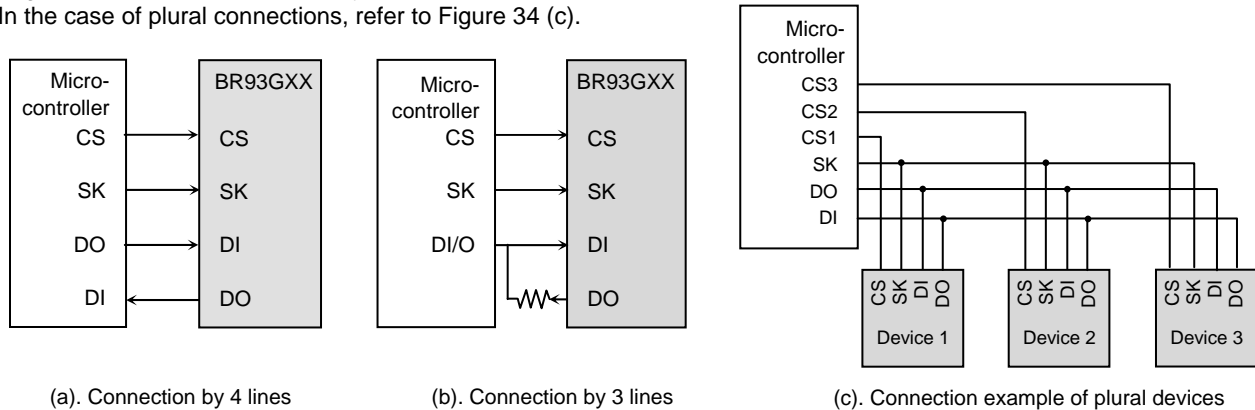 In the case of plural connections, refer to Figure 34 (c).
Micro-
controller
CS
SK
DO
DI
BR93GXX
CS
SK
DI
DO
(a). Connection by 4 lines
Micro-
controller
CS
SK
DI/O
BR93GXX
CS
SK
DI
DO
(b). Connection by 3 lines
Micro-
controller
CS3
CS2
CS1
SK
DO
DI
CS
SK
DI
DO
Device 1
CS
SK
DI
DO
Device 2
CS
SK
DI
DO
Device 3
(c). Connection example of plural devices